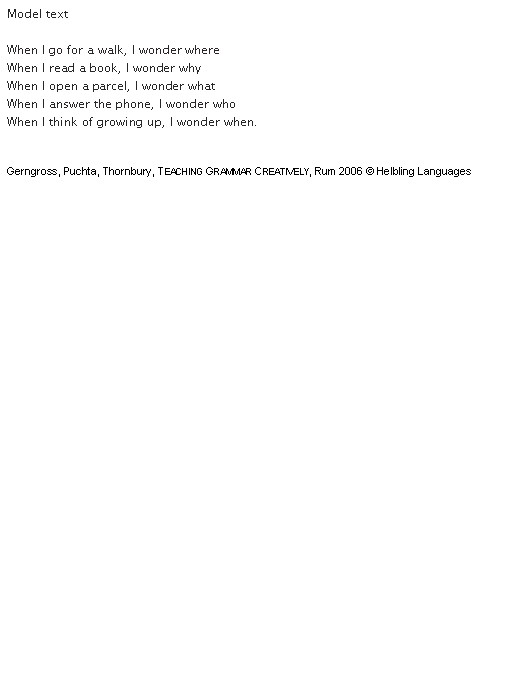 Model text
When I go for a walk, I wonder where
When I read a book, I wonder why
When I open a parcel, I wonder what
When I answer the phone, I wonder who
When I think of growing up, I wonder when.
Gerngross, Puchta, Thornbury, TEACHING GRAMMAR CREATIVELY, Rum 2006 © Helbling Languages